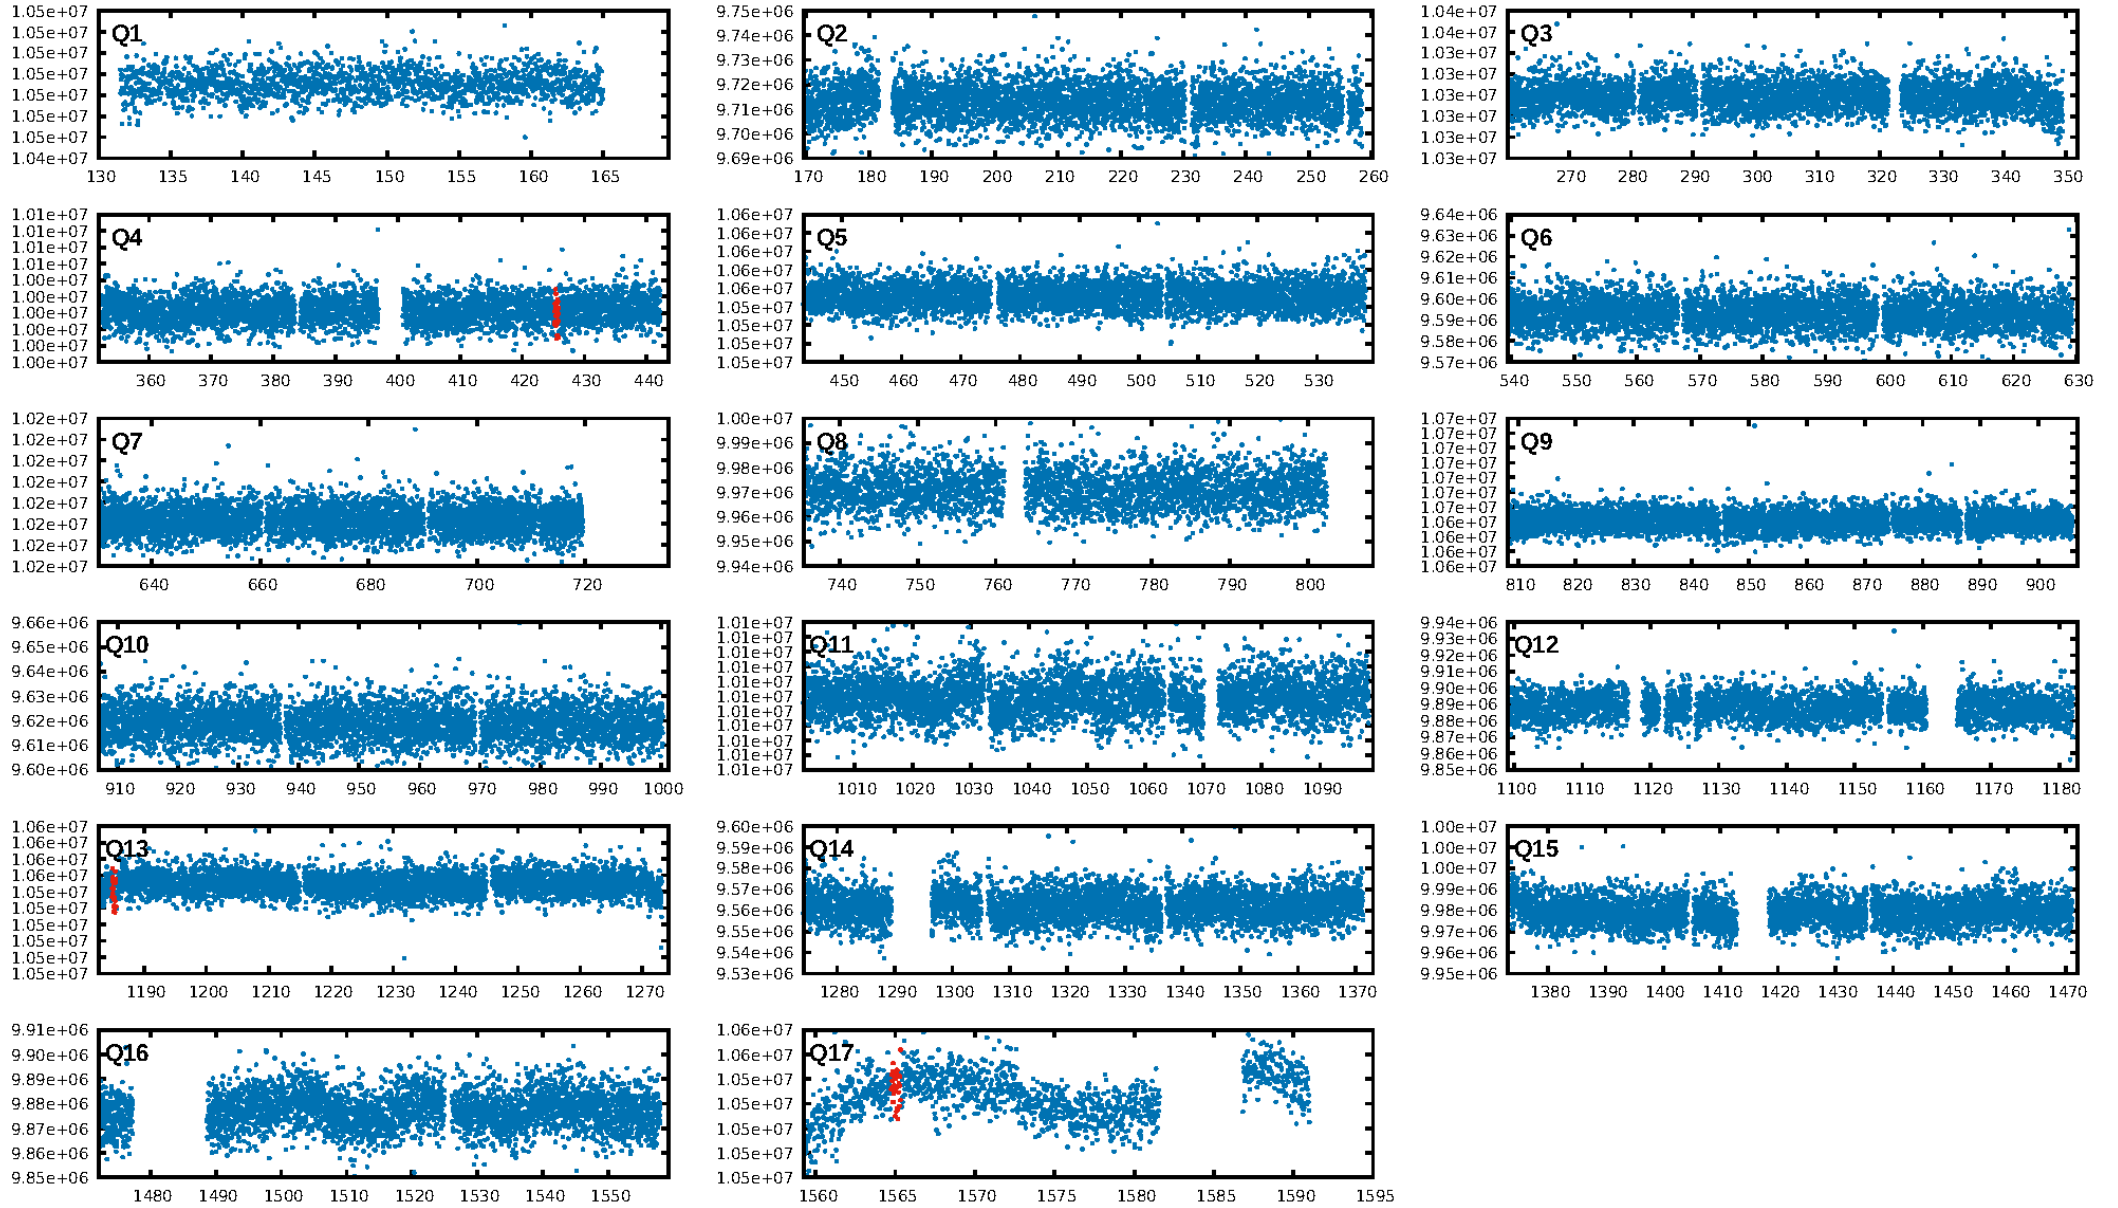 1.05e+07
1.05e+07
1.05e+07
1.05e+07
1.05e+07
1.05e+07
1.05e+07
1.04e+07
Q1
130 135 140 145 150 155 160 165
9.75e+06
9.74e+06
9.73e+06
9.72e+06
9.71e+06
9.70e+06
9.69e+06
Q2
170 180 190 200 210 220 230 240 250 260
1.04e+07
1.04e+07
1.03e+07
1.03e+07
1.03e+07
1.03e+07
1.03e+07
1.03e+07
Q3
270 280 290 300 310 320 330 340 350
1.01e+07
1.01e+07
1.01e+07
1.01e+07
1.00e+07
1.00e+07
1.00e+07
1.00e+07
1.00e+07
1.00e+07
Q4
360 370 380 390 400 410 420 430 440
1.06e+07
1.06e+07
1.06e+07
1.06e+07
1.06e+07
1.05e+07
1.05e+07
1.05e+07
1.05e+07
Q5
450 460 470 480 490 500 510 520 530
9.64e+06
9.63e+06
9.62e+06
9.61e+06
9.60e+06
9.59e+06
9.58e+06
9.57e+06
Q6
540 550 560 570 580 590 600 610 620 630
1.02e+07
1.02e+07
1.02e+07
1.02e+07
1.02e+07
1.02e+07
1.02e+07
1.02e+07
Q7
640 660 680 700 720
1.00e+07
9.99e+06
9.98e+06
9.97e+06
9.96e+06
9.95e+06
9.94e+06
Q8
740 750 760 770 780 790 800
1.07e+07
1.07e+07
1.07e+07
1.07e+07
1.07e+07
1.07e+07
1.07e+07
1.06e+07
1.06e+07
1.06e+07
1.06e+07
Q9
810 820 830 840 850 860 870 880 890 900
9.66e+06
9.65e+06
9.64e+06
9.63e+06
9.62e+06
9.61e+06
9.60e+06
Q10
910 920 930 940 950 960 970 980 990 1000
1.01e+07
1.01e+07
1.01e+07
1.01e+07
1.01e+07
1.01e+07
1.01e+07
1.01e+07
1.01e+07
1.01e+07
1.01e+07
Q11
1010 1020 1030 1040 1050 1060 1070 1080 1090
9.94e+06
9.93e+06
9.92e+06
9.91e+06
9.90e+06
9.89e+06
9.88e+06
9.87e+06
9.86e+06
9.85e+06
Q12
1100 1110 1120 1130 1140 1150 1160 1170 1180
1.06e+07
1.06e+07
1.06e+07
1.06e+07
1.05e+07
1.05e+07
1.05e+07
1.05e+07
1.05e+07
1.05e+07
Q13
1190 1200 1210 1220 1230 1240 1250 1260 1270
9.60e+06
9.59e+06
9.58e+06
9.57e+06
9.56e+06
9.55e+06
9.54e+06
9.53e+06
Q14
1280 1290 1300 1310 1320 1330 1340 1350 1360 1370
1.00e+07
1.00e+07
1.00e+07
9.99e+06
9.98e+06
9.97e+06
9.96e+06
9.95e+06
Q15
1380 1390 1400 1410 1420 1430 1440 1450 1460 1470
9.91e+06
9.90e+06
9.89e+06
9.88e+06
9.87e+06
9.86e+06
9.85e+06
Q16
1480 1490 1500 1510 1520 1530 1540 1550
1.06e+07
1.06e+07
1.05e+07
1.05e+07
1.05e+07
1.05e+07
1.05e+07
Q17
1560 1565 1570 1575 1580 1585 1590 1595